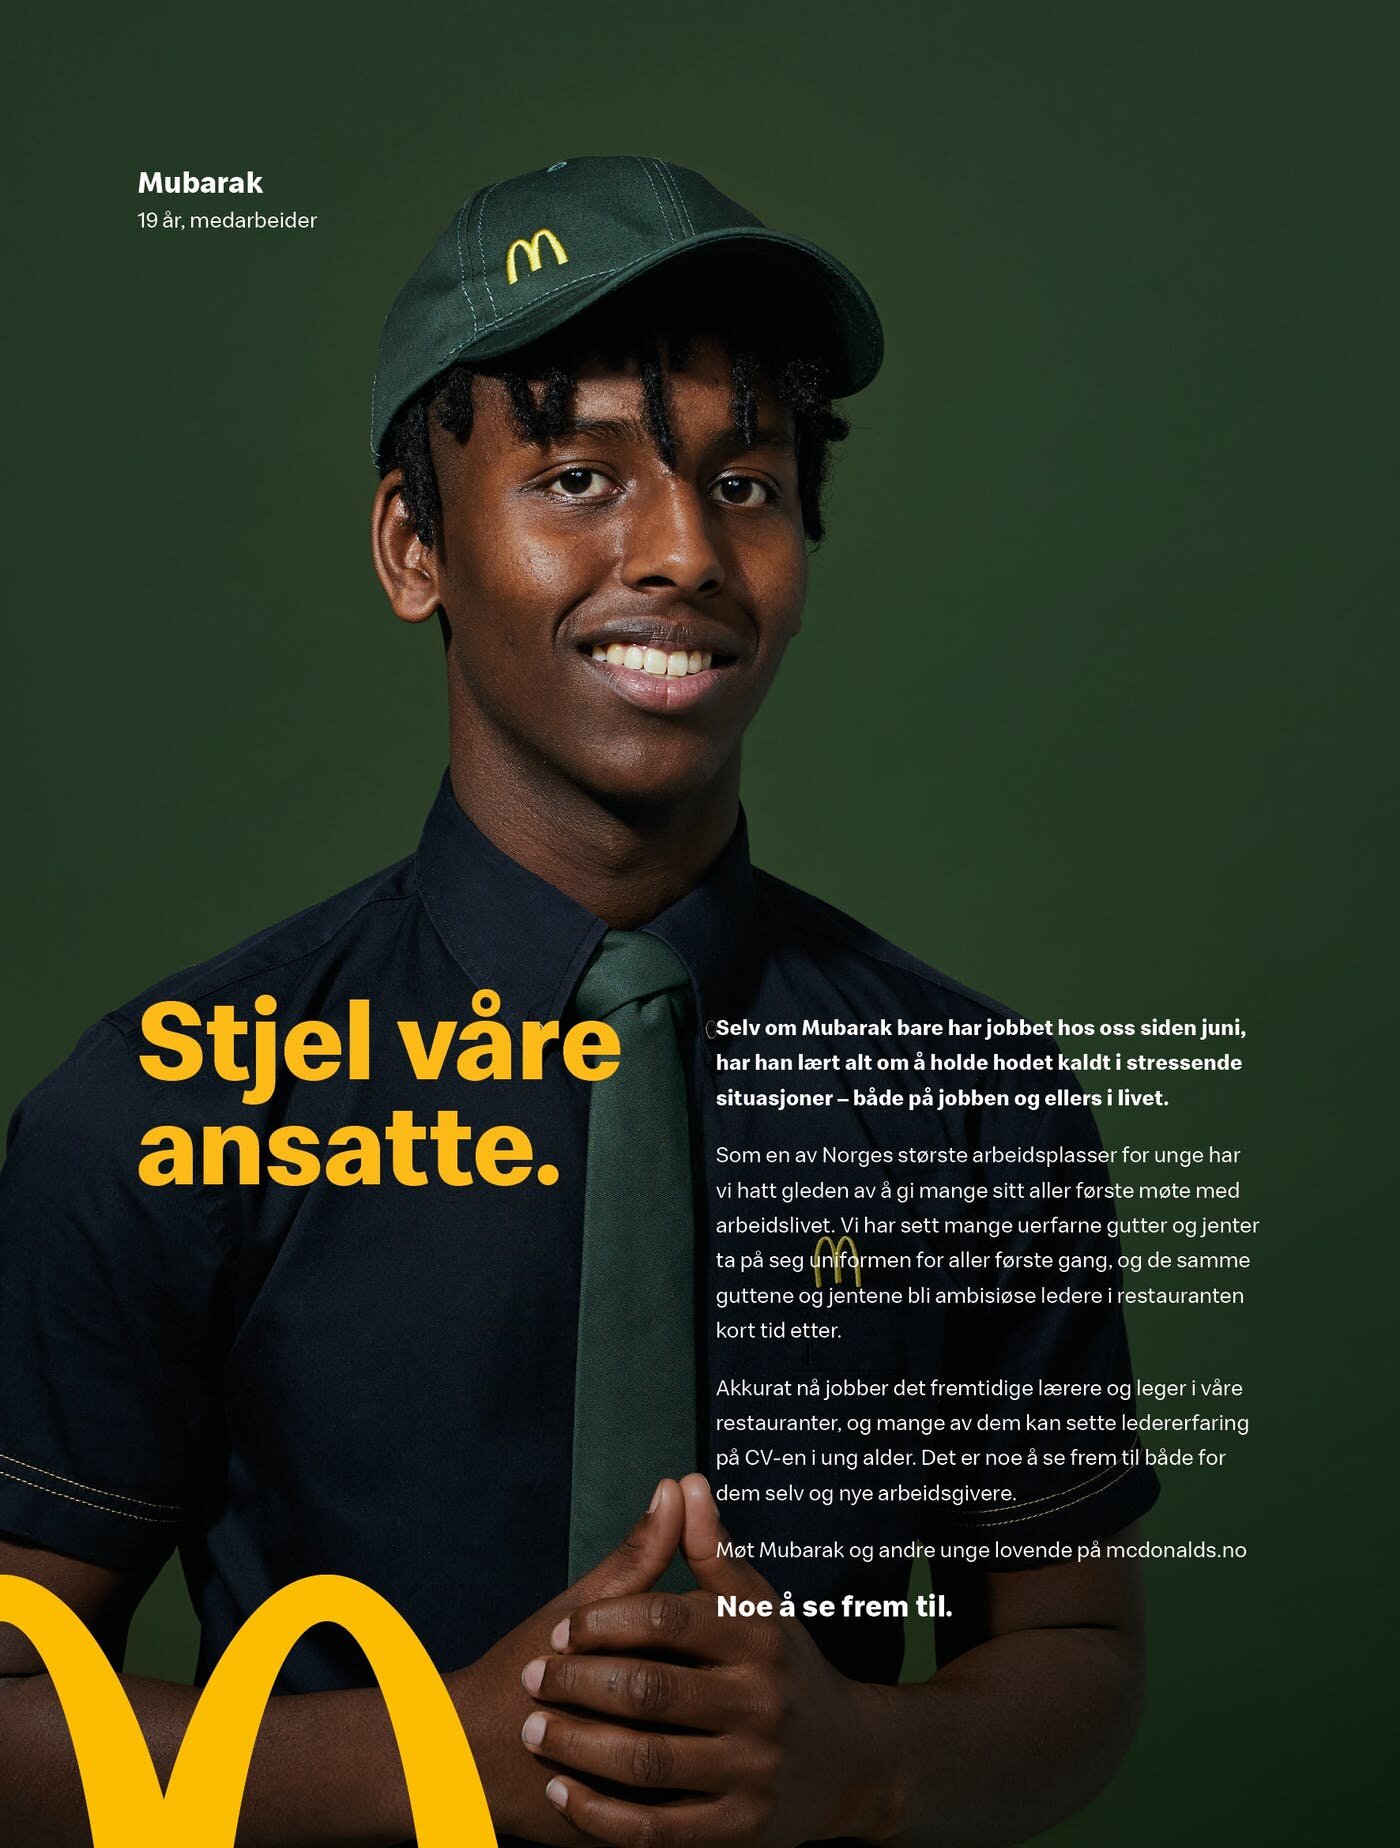 Mubarak
19 år, medarbeider
Stjel våre
ansatte.
Selv om Mubarak bare har jobbet hos oss siden juni,
har han lært alt om å holde hodet kaldt i stressende
situasjoner – både på jobben og ellers i livet.
Som en av Norges største arbeidsplasser for unge har
vi hatt gleden av å gi mange sitt aller første møte med
arbeidslivet. Vi har sett mange uerfarne gutter og jenter
ta på seg uniformen for aller første gang, og de samme
guttene og jentene bli ambisiøse ledere i restauranten
kort tid etter.
Akkurat nå jobber det fremtidige lærere og leger i våre
restauranter, og mange av dem kan sette ledererfaring
på CV-en i ung alder. Det er noe å se frem til både for
dem selv og nye arbeidsgivere.
Møt Mubarak og andre unge lovende på mcdonalds.no
Noe å se frem til.